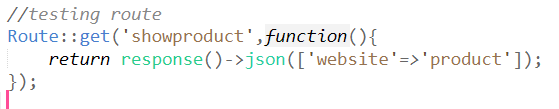 //testing route
Route::get('showproduct',function(){
    return response()->json(['website'=>'product']);
});